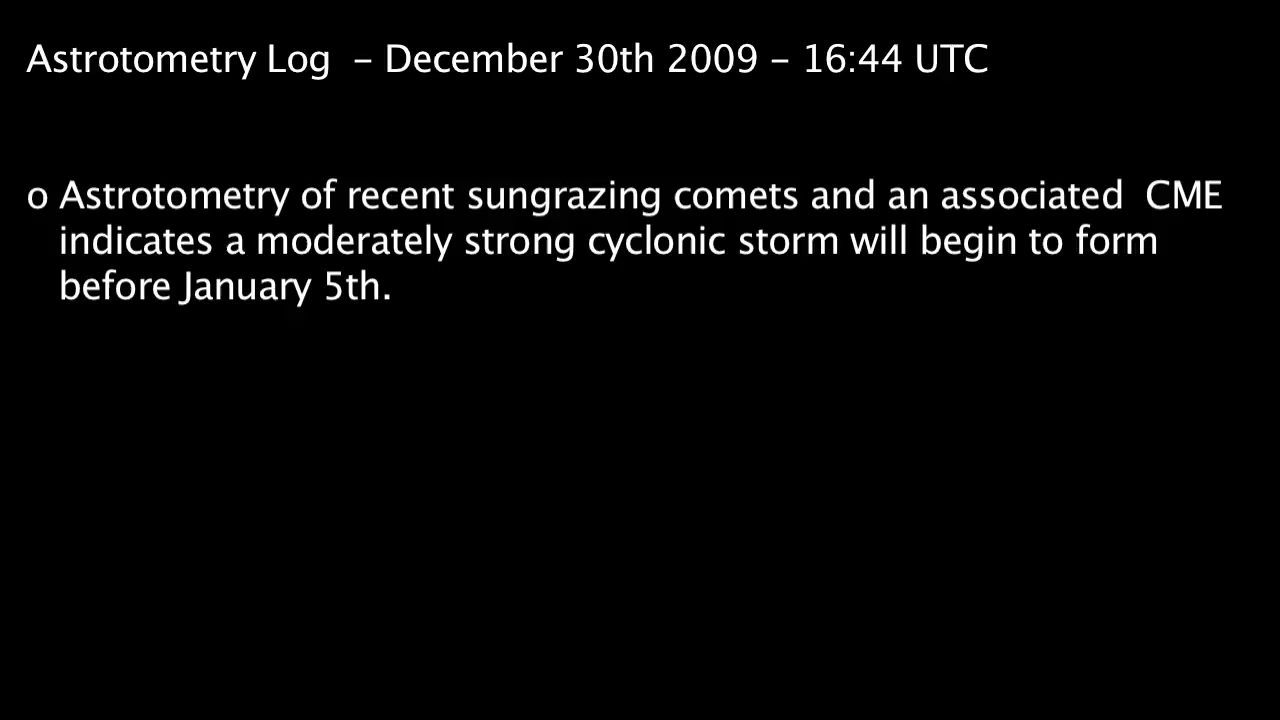 Astrotometry Log  - December 30th 2009 - 16:44 UTC
o Astrotometry of recent sungrazing comets and an associated  CME
indicates a moderately strong cyclonic storm will begin to form
before January 5th.